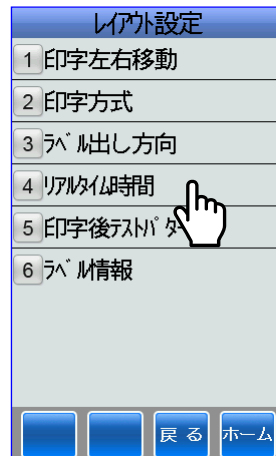 ﾚｲｱｳﾄ設定
1 印字左右移動
2 印字方式
3 ﾗﾍﾞﾙ出し方向
4 ﾘｱﾙﾀｲﾑ時間
5 印字後ﾃｽﾄﾊﾟﾀ
6 ﾗﾍﾞﾙ情報
戻る ホーム